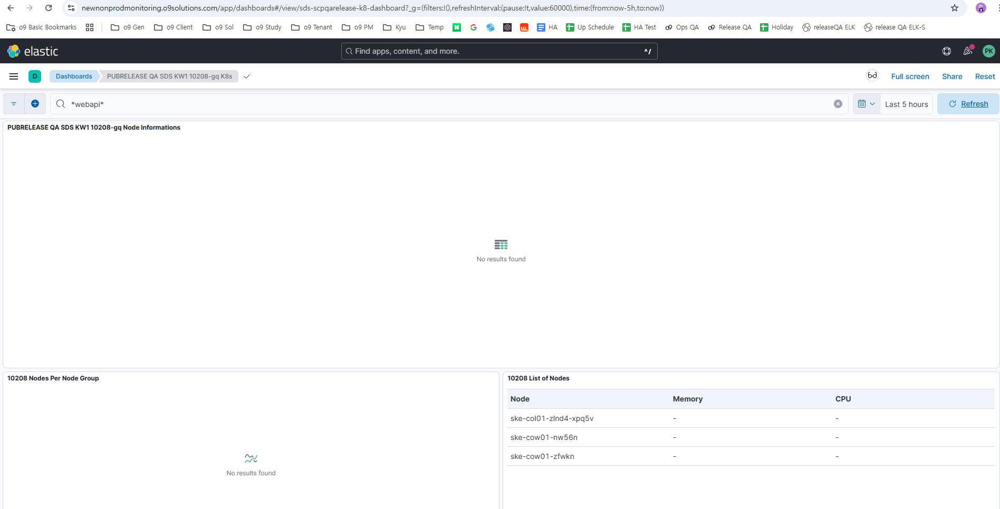 newnonprodmonitoring.o9solutions.com/app/dashboards#/view/sds-scpqarelease-k8-dashboard?_g=(filters:!(),refreshInterval:(pause:!t,value:60000),time:(from:now-5h,to:now))
o9 Basic Bookmarks o9 Gen o9 Client o9 Sol o9 Study o9 Tenant o9 PM Kyu Temp N G w. HA Up Schedule HA Test Ops QA Release QA Holiday releaseQA ELK release QA ELK-S
elastic Find apps, content, and more. ^/ PK
D Dashboards PUBRELEASE QA SDS KW1 10208-gq K8s Full screen Share Reset
*webapi* Last 5 hours Refresh
PUBRELEASE QA SDS KW1 10208-gq Node Informations
No results found
10208 Nodes Per Node Group
No results found
10208 List of Nodes
Node Memory CPU
ske-col01-zlnd4-xpq5v - -
ske-cow01-nw56n - -
ske-cow01-zfwkn - -